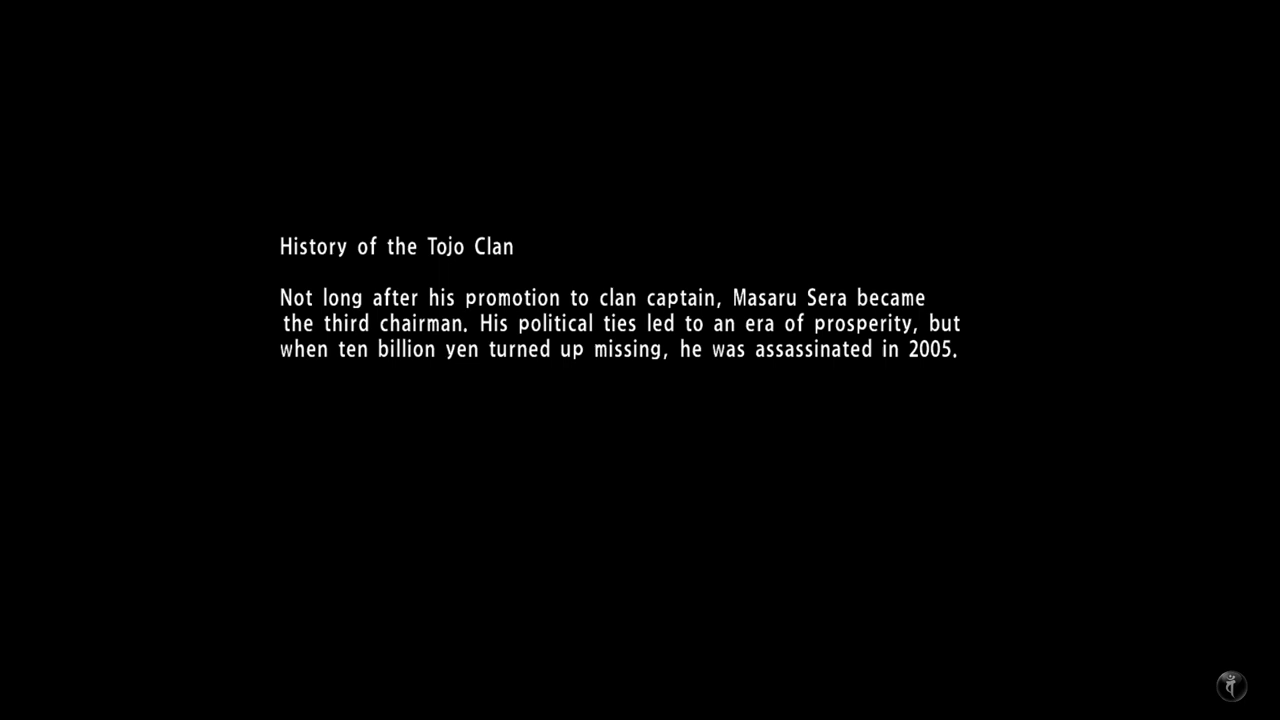 History of the Tojo Clan
Not long after his promotion to clan captain, Masaru Sera became
the third chairman. His political ties led to an era of prosperity, but
when ten billion yen turned up missing, he was assassinated in 2005.